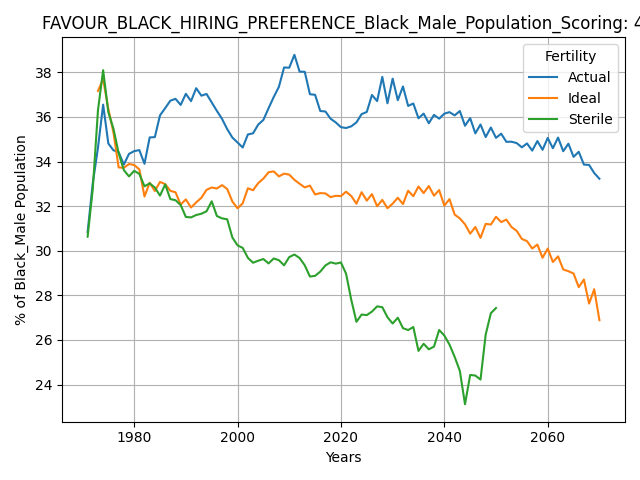 FAVOUR_BLACK_HIRING_PREFERENCE_Black_Male_Population_Scoring: 4
Fertility
Actual
Ideal
Sterile
% of Black_Male Population
38
36
34
32
30
28
26
24
1980
2000
2020
2040
2060
Years